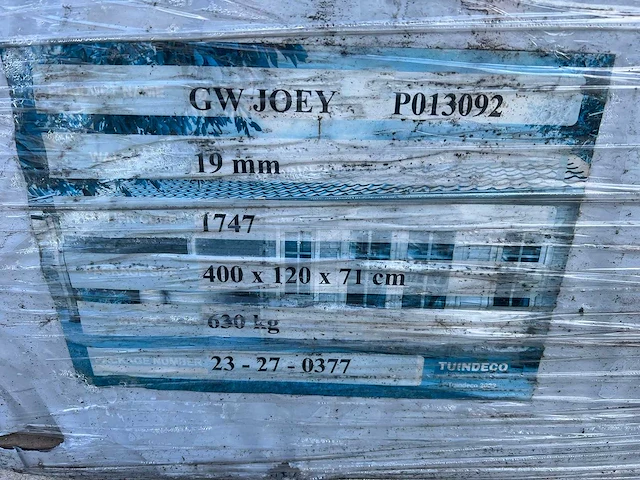 GW JOEY P013092
19 mm
1747
400 x 120 x 71 cm
630 kg
23 - 27 - 0377
TUINDECO